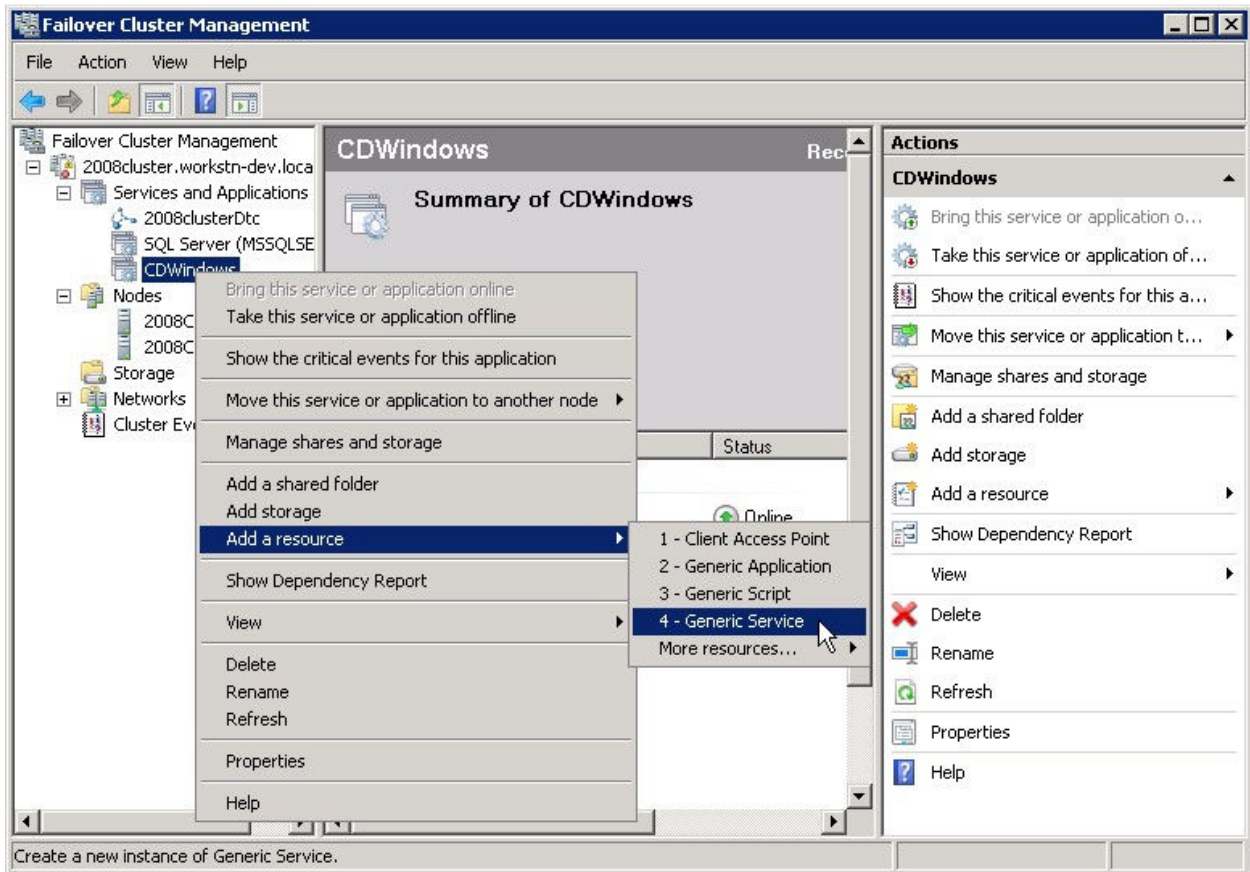 Failover Cluster Management
File Action View Help
Failover Cluster Management
2008cluster.workstn-dev.loca
Services and Applications
2008clusterDtc
SQL Server (MSSQLSE
CDWindows
Nodes
2008C
2008C
Storage
Networks
Cluster Ev
CDWindows
Rec
Summary of CDWindows
Status
Online
Bring this service or application online
Take this service or application offline
Show the critical events for this application
Move this service or application to another node
Manage shares and storage
Add a shared folder
Add storage
Add a resource
Show Dependency Report
View
Delete
Rename
Refresh
Properties
Help
1 - Client Access Point
2 - Generic Application
3 - Generic Script
4 - Generic Service
More resources...
Actions
CDWindows
Bring this service or application o...
Take this service or application of...
Show the critical events for this a...
Move this service or application t...
Manage shares and storage
Add a shared folder
Add storage
Add a resource
Show Dependency Report
View
Delete
Rename
Refresh
Properties
Help
Create a new instance of Generic Service.